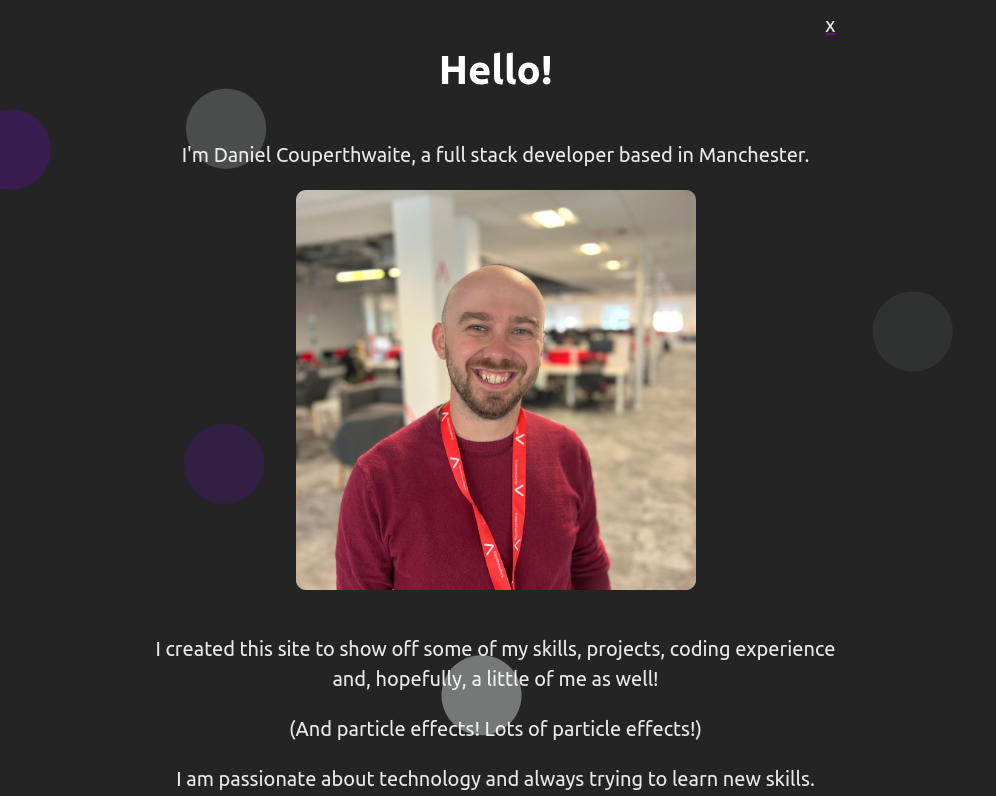 X
Hello!
I'm Daniel Couperthwaite, a full stack developer based in Manchester.
I created this site to show off some of my skills, projects, coding experience
and, hopefully, a little of me as well!
(And particle effects! Lots of particle effects!)
I am passionate about technology and always trying to learn new skills.